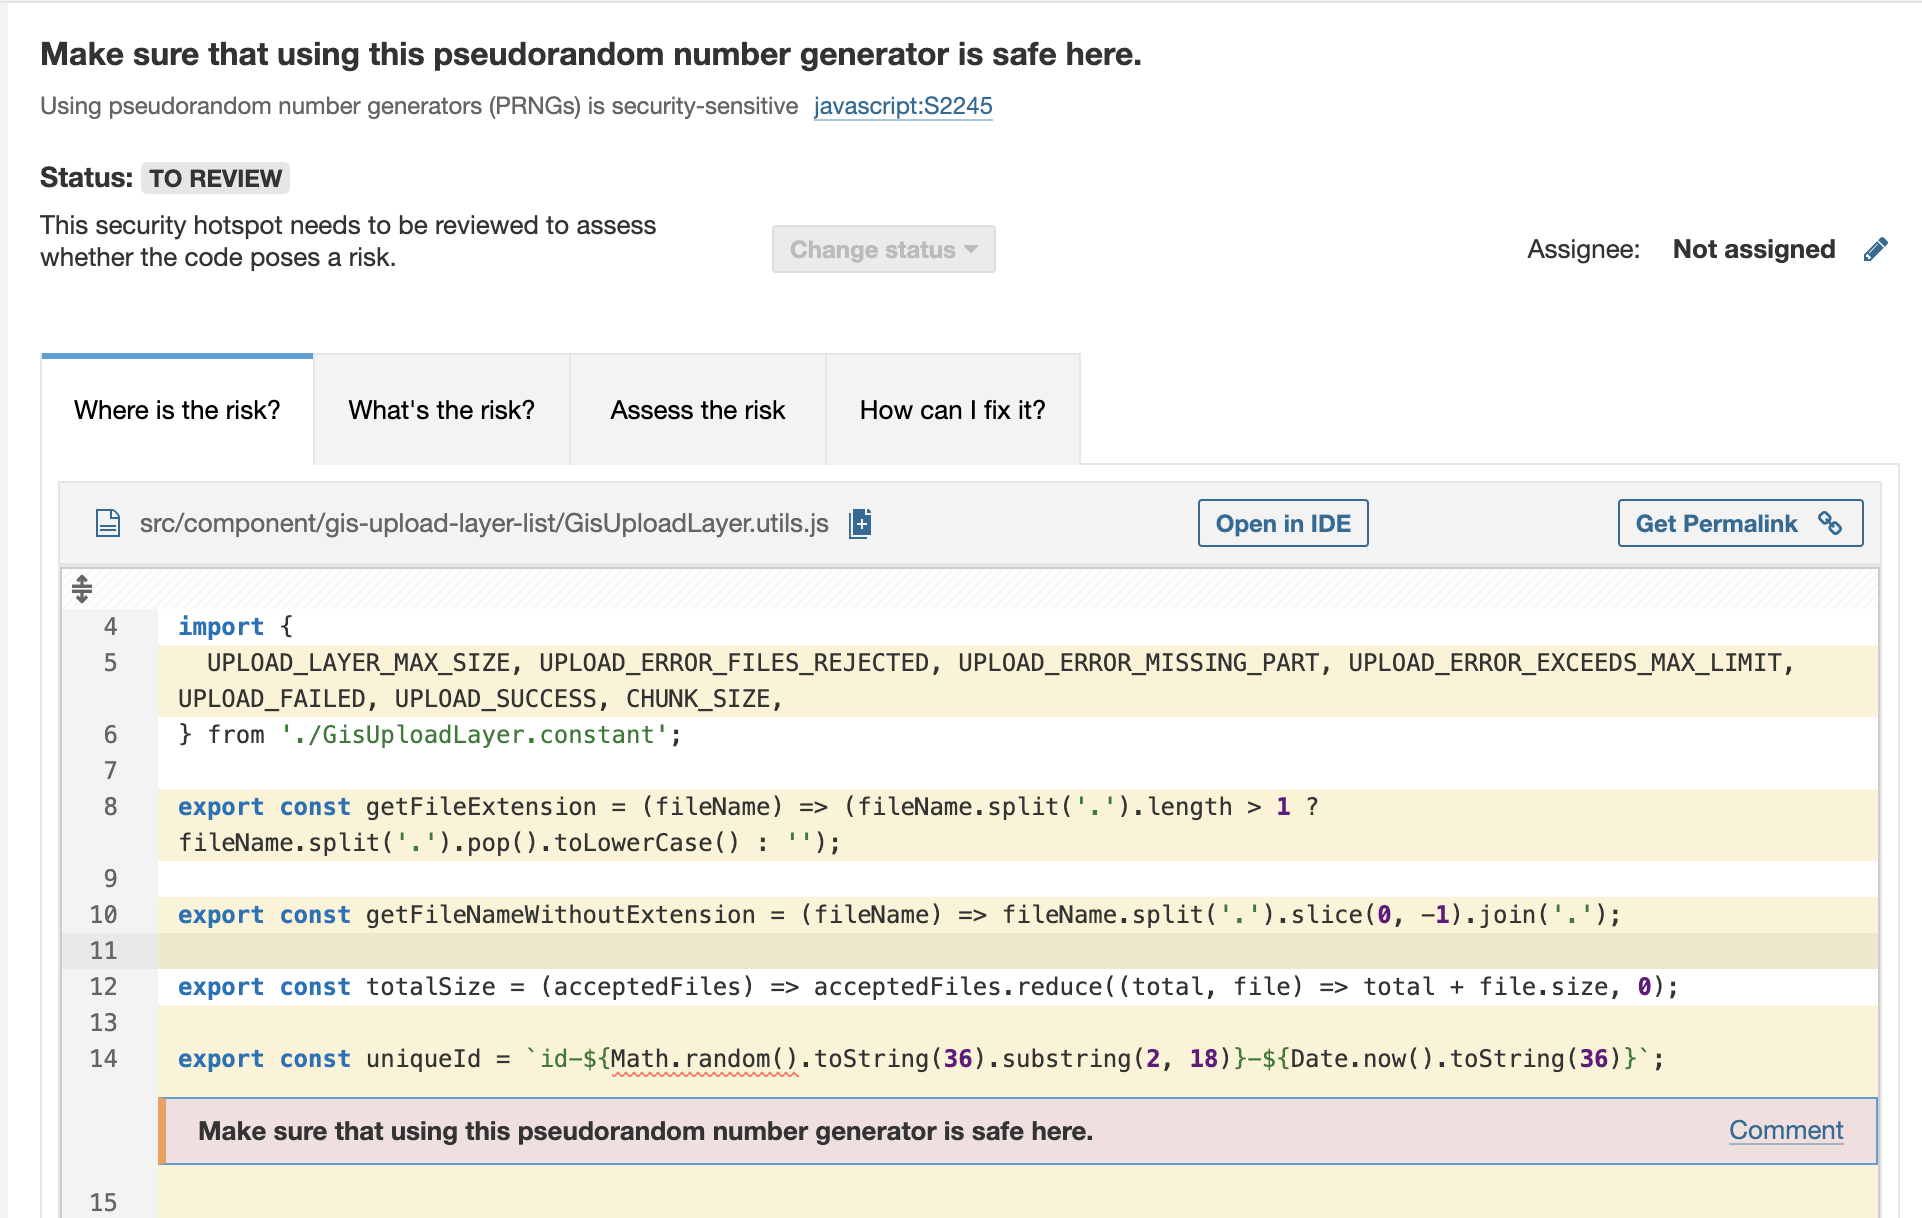 Make sure that using this pseudorandom number generator is safe here.
Using pseudorandom number generators (PRNGs) is security-sensitive javascript:S2245
Status: TO REVIEW
This security hotspot needs to be reviewed to assess
whether the code poses a risk.
Change status
Assignee: Not assigned
Where is the risk? What's the risk? Assess the risk How can I fix it?
src/component/gis-upload-layer-list/GisUploadLayer.utils.js Open in IDE Get Permalink
4 import {
5 UPLOAD_LAYER_MAX_SIZE, UPLOAD_ERROR_FILES_REJECTED, UPLOAD_ERROR_MISSING_PART, UPLOAD_ERROR_EXCEEDS_MAX_LIMIT,
UPLOAD_FAILED, UPLOAD_SUCCESS, CHUNK_SIZE,
6 } from './GisUploadLayer.constant';
7
8 export const getFileExtension = (fileName) => (fileName.split('.').length > 1 ?
fileName.split('.').pop().toLowerCase() : '');
9
10 export const getFileNameWithoutExtension = (fileName) => fileName.split('.').slice(0, -1).join('.');
11
12 export const totalSize = (acceptedFiles) => acceptedFiles.reduce((total, file) => total + file.size, 0);
13
14 export const uniqueId = `id-${Math.random().toString(36).substring(2, 18)}-${Date.now().toString(36)}`;
Make sure that using this pseudorandom number generator is safe here. Comment
15